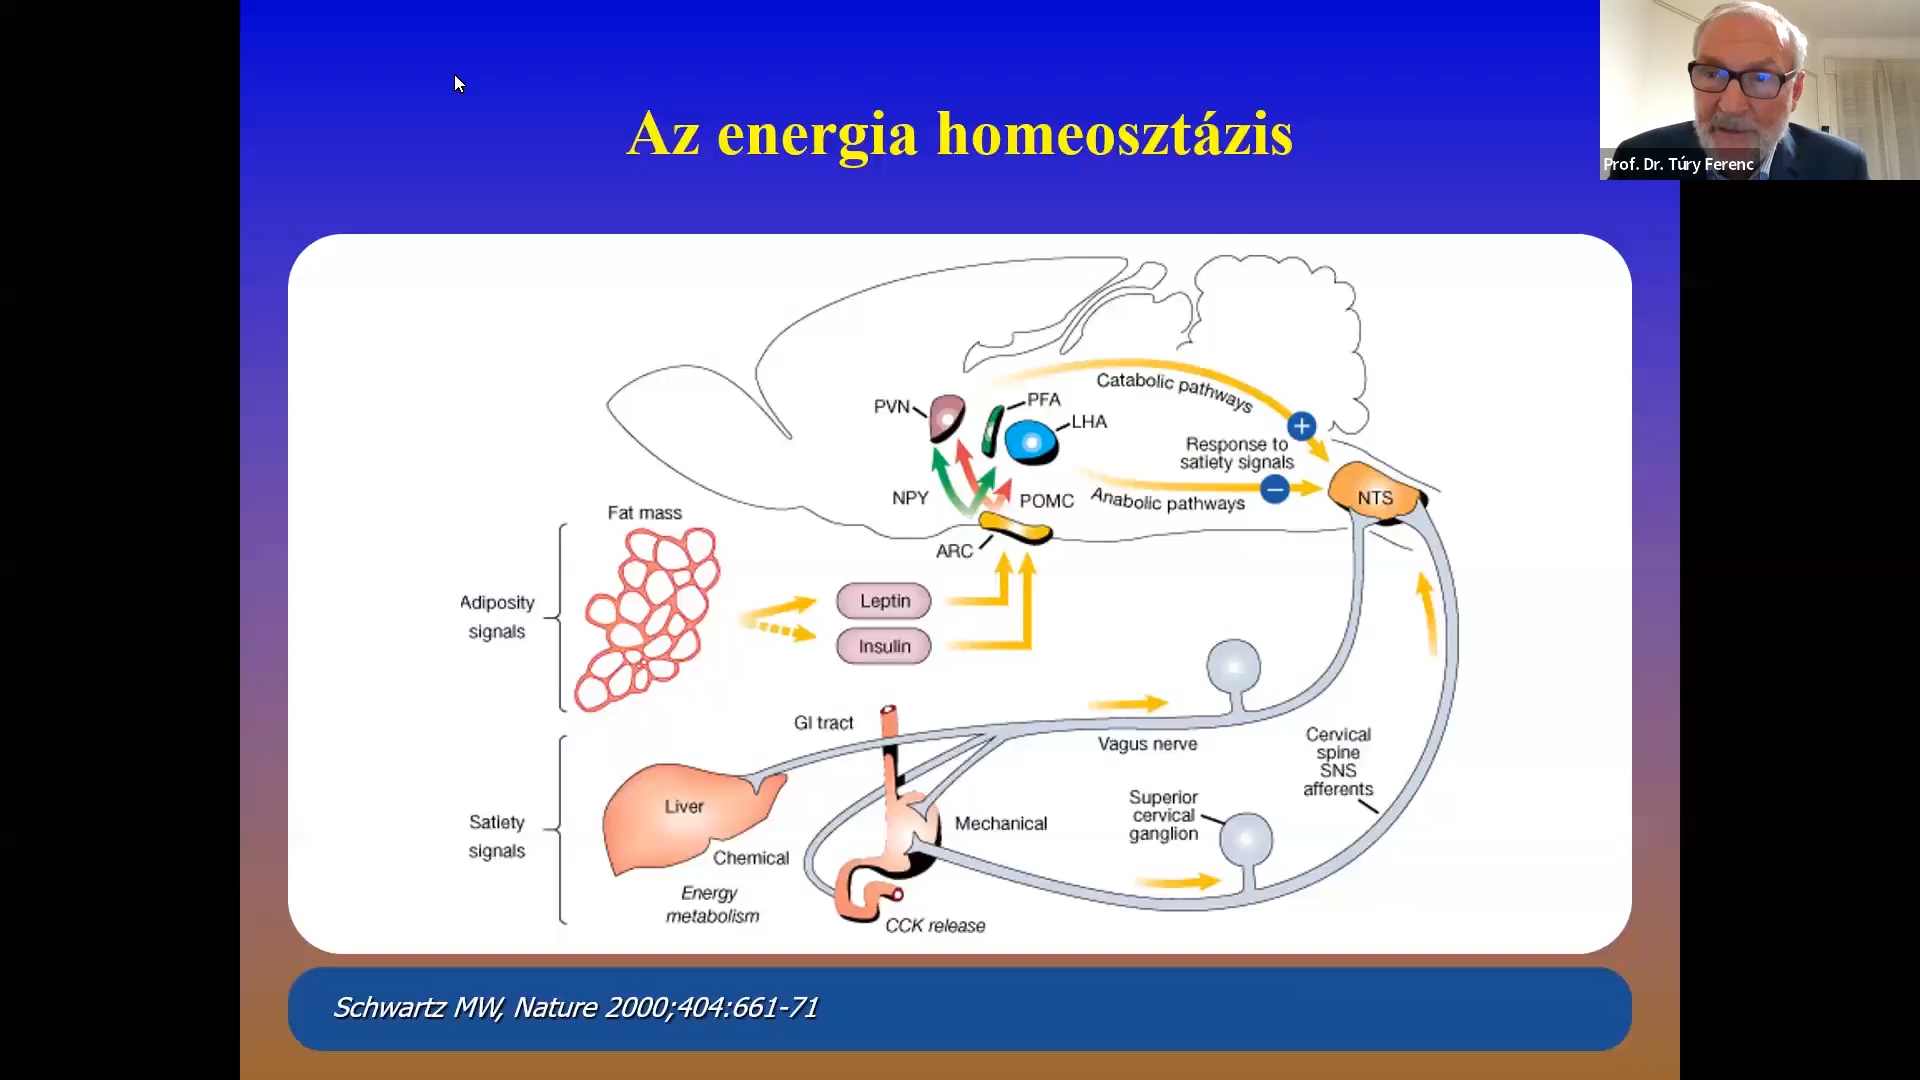 Az energia homeosztázis
Prof. Dr. Túry Ferenc
Catabolic pathways
PVN
PFA
LHA
+
Response to
satiety signals
−
NPY
POMC
Anabolic pathways
NTS
Fat mass
ARC
Adiposity
signals
Leptin
Insulin
GI tract
Vagus nerve
Cervical
spine
SNS
afferents
Liver
Superior
cervical
ganglion
Satiety
signals
Mechanical
Chemical
Energy
metabolism
CCK release
Schwartz MW, Nature 2000;404:661-71